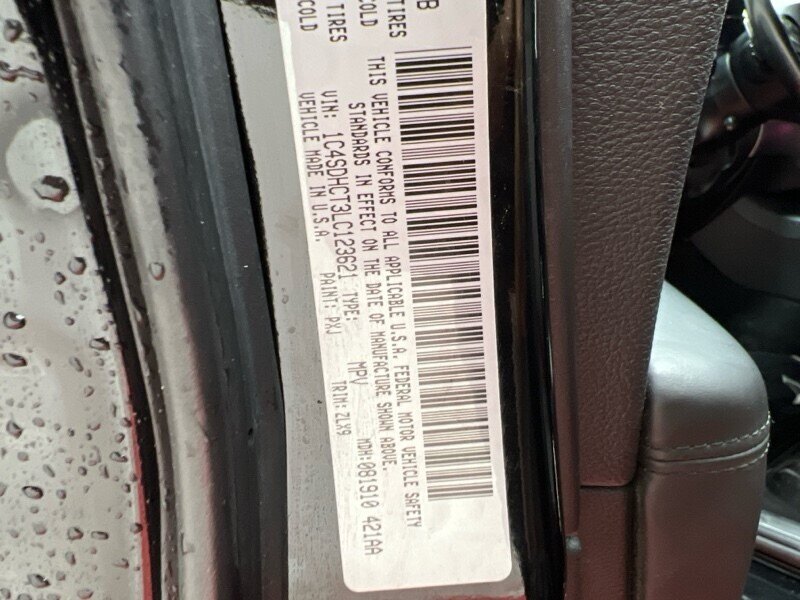 B
TIRES
COLD
TIRES
COLD
THIS VEHICLE CONFORMS TO ALL APPLICABLE U.S.A. FEDERAL MOTOR VEHICLE SAFETY
STANDARDS IN EFFECT ON THE DATE OF MANUFACTURE SHOWN ABOVE.
VIN: 1C4SDHCT3LC123621 TYPE: MPV MDH:081910 421AA
VEHICLE MADE IN U.S.A. PAINT: PXJ TRIM:ZLX9